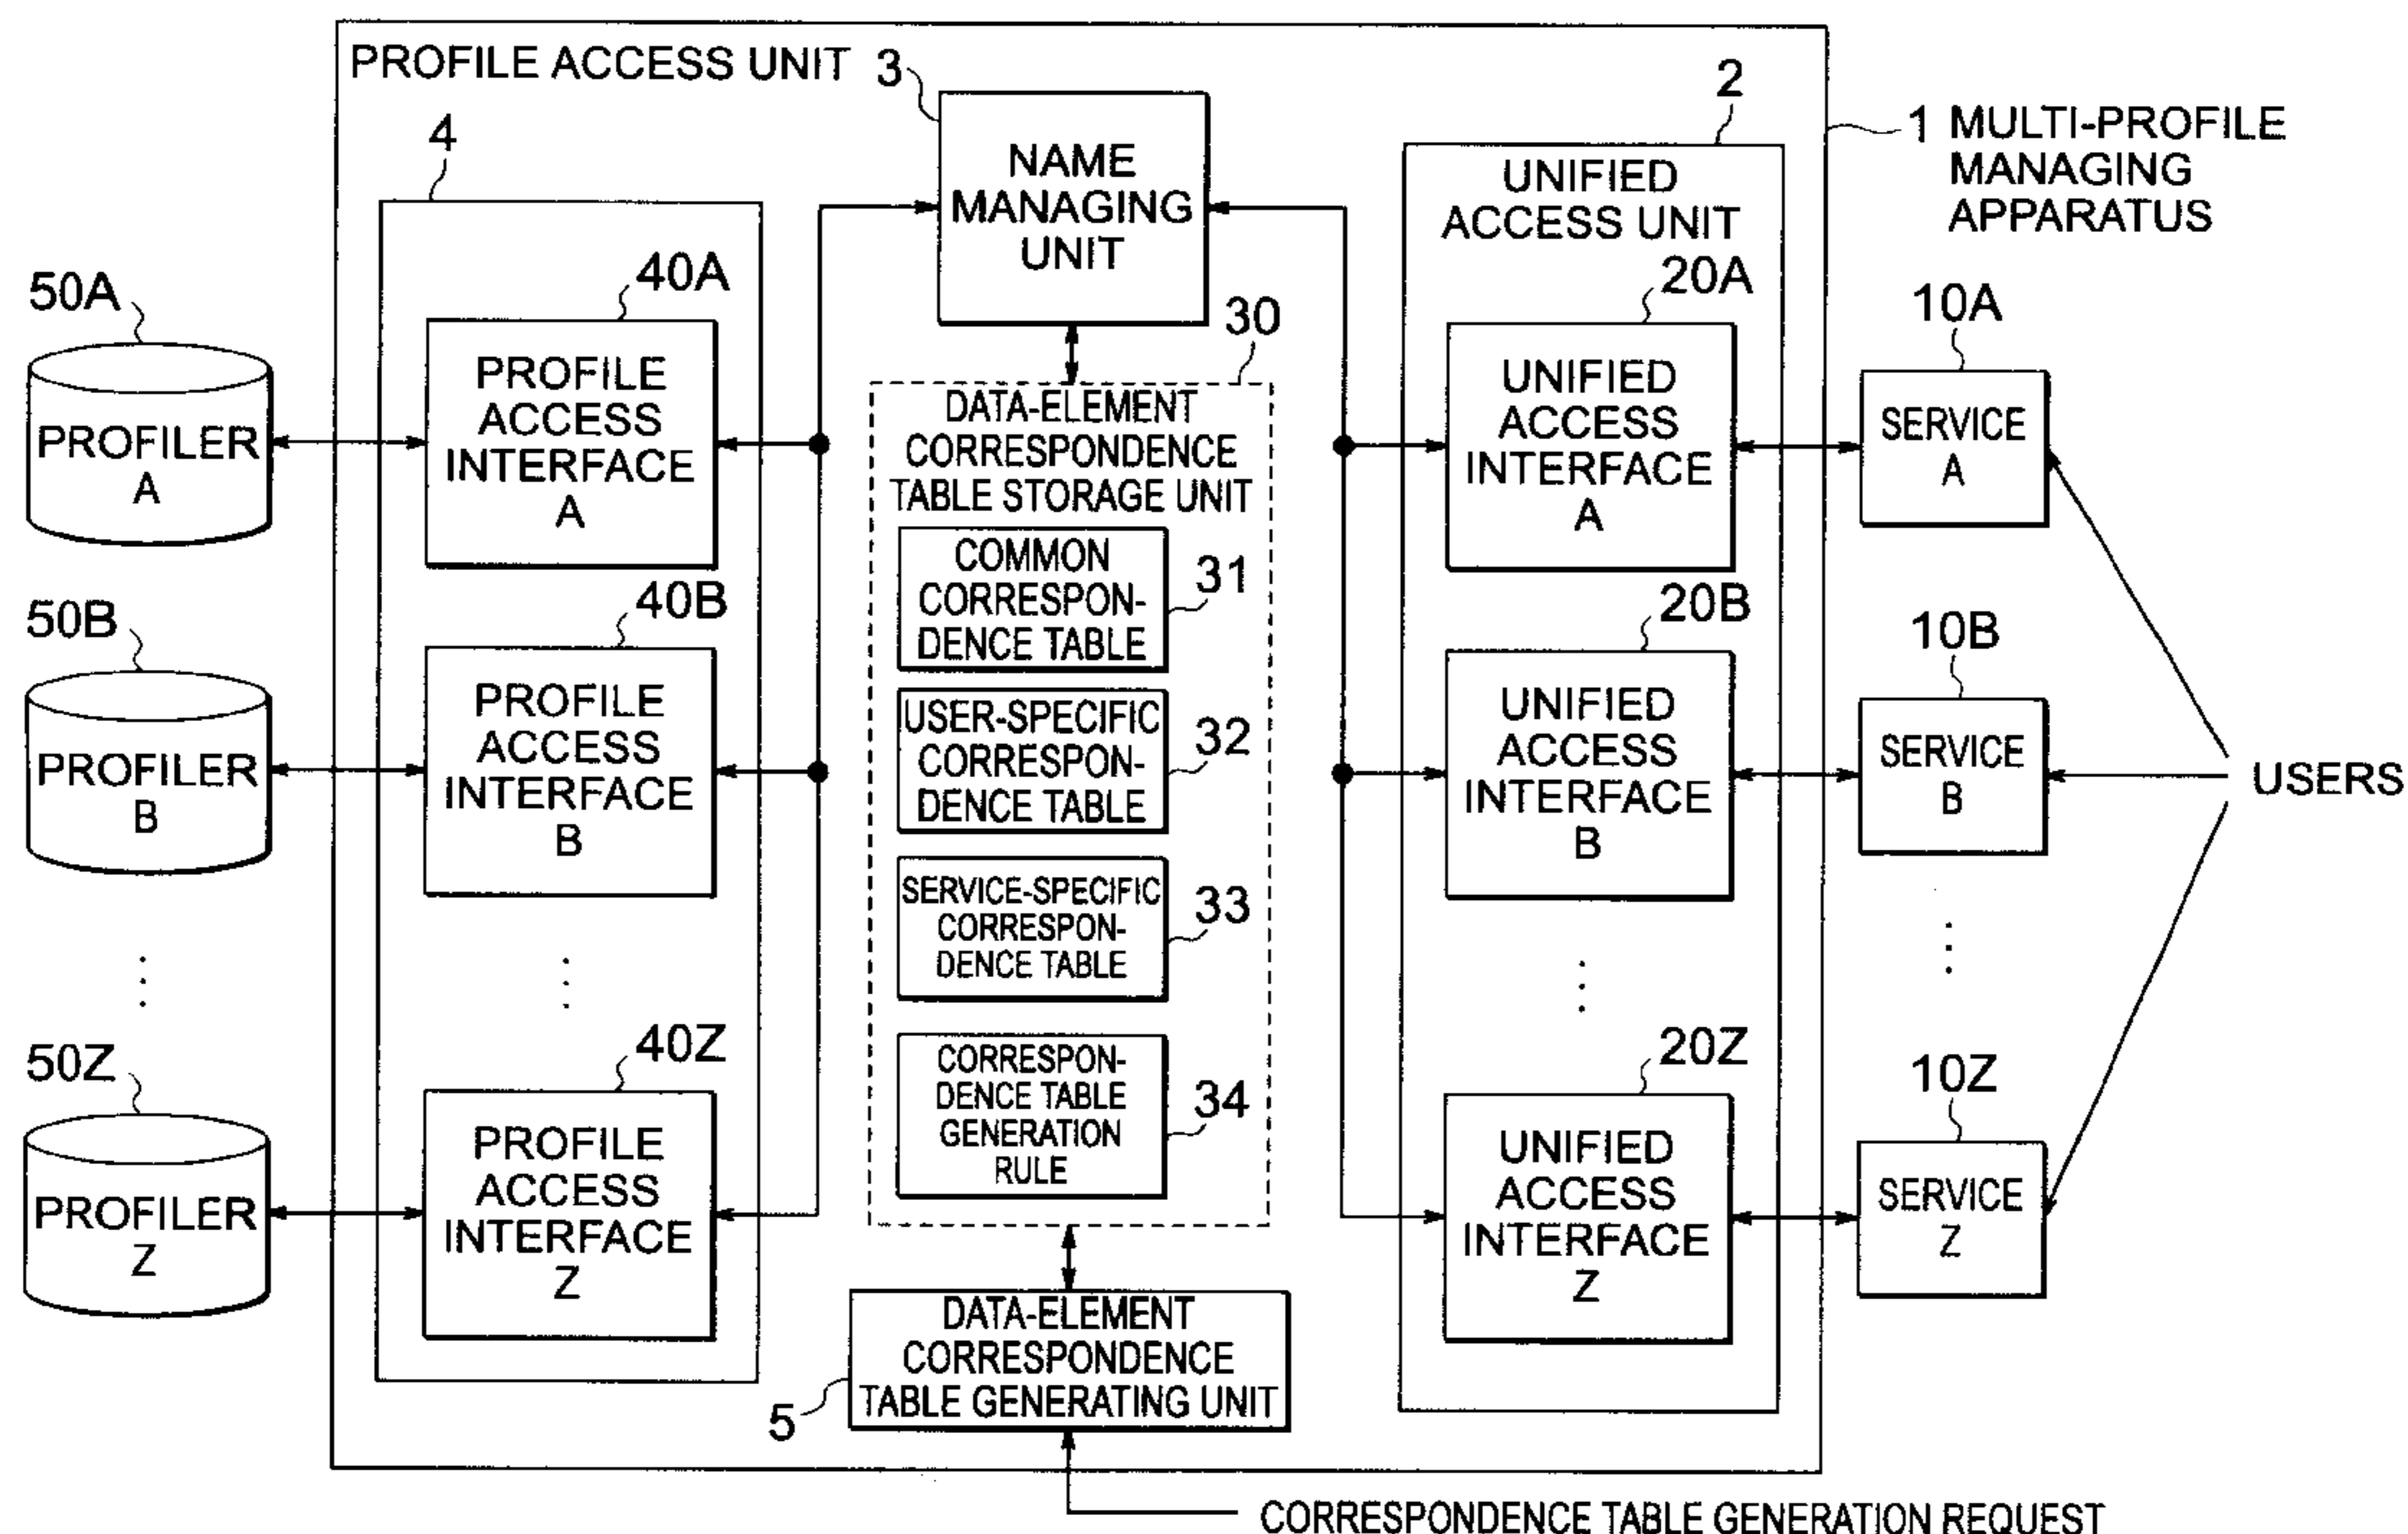 PROFILE ACCESS UNIT
3
2
1 MULTI-PROFILE
MANAGING
APPARATUS
4
NAME
MANAGING
UNIT
UNIFIED
ACCESS UNIT
50A
40A
30
20A
10A
PROFILER
A
PROFILE
ACCESS
INTERFACE
A
DATA-ELEMENT
CORRESPONDENCE
TABLE STORAGE UNIT
UNIFIED
ACCESS
INTERFACE
A
SERVICE
A
COMMON
CORRESPON-
DENCE TABLE
31
50B
40B
20B
10B
PROFILER
B
PROFILE
ACCESS
INTERFACE
B
USER-SPECIFIC
CORRESPON-
DENCE TABLE
32
UNIFIED
ACCESS
INTERFACE
B
SERVICE
B
USERS
SERVICE-SPECIFIC
CORRESPON-
DENCE TABLE
33
50Z
40Z
20Z
10Z
PROFILER
Z
PROFILE
ACCESS
INTERFACE
Z
CORRESPON-
DENCE TABLE
GENERATION
RULE
34
UNIFIED
ACCESS
INTERFACE
Z
SERVICE
Z
DATA-ELEMENT
CORRESPONDENCE
TABLE GENERATING UNIT
5
CORRESPONDENCE TABLE GENERATION REQUEST